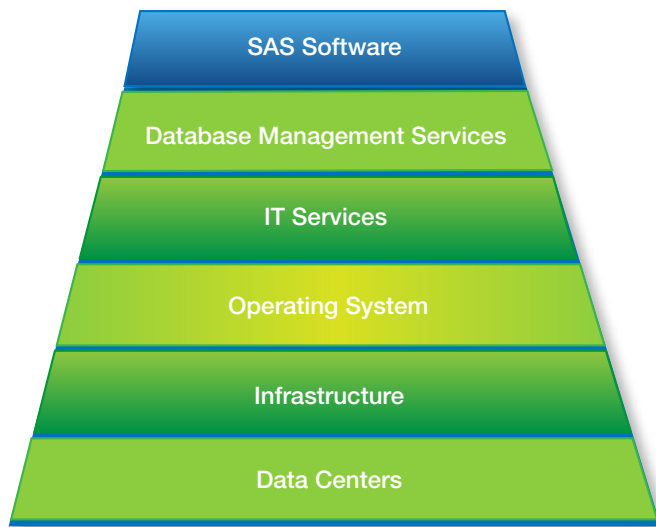 SAS Software
Database Management Services
IT Services
Operating System
Infrastructure
Data Centers